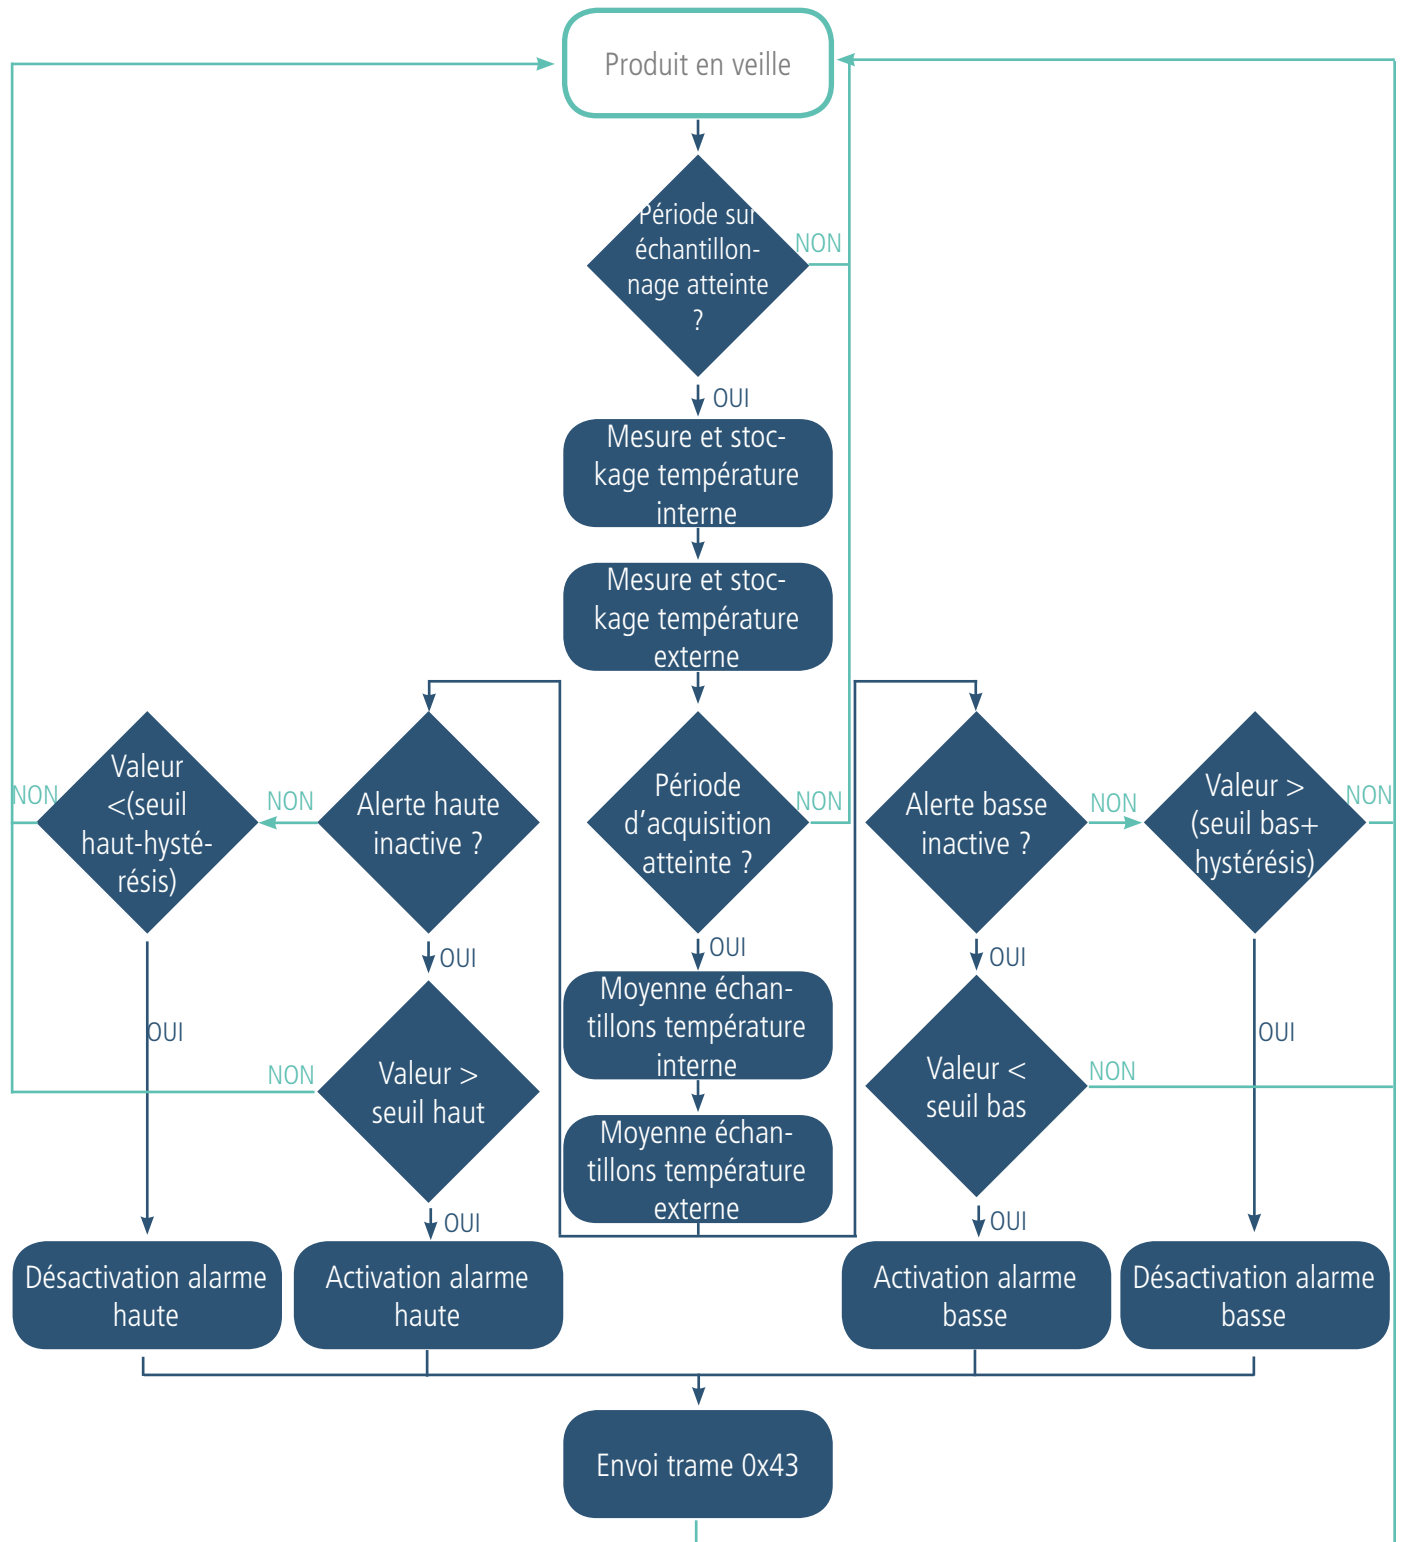 Produit en veille
Période sur
échantillon-
nage atteinte
?
NON
OUI
Mesure et stoc-
kage température
interne
Mesure et stoc-
kage température
externe
Valeur
<(seuil
haut-hysté-
résis)
NON
OUI
NON
Alerte haute
inactive ?
OUI
Période
d'acquisition
atteinte ?
NON
OUI
Alerte basse
inactive ?
NON
OUI
Valeur >
(seuil bas+
hystérésis)
NON
OUI
Moyenne échan-
tillons température
interne
Moyenne échan-
tillons température
externe
NON
Valeur >
seuil haut
OUI
Valeur <
seuil bas
NON
OUI
Désactivation alarme
haute
Activation alarme
haute
Activation alarme
basse
Désactivation alarme
basse
Envoi trame 0x43